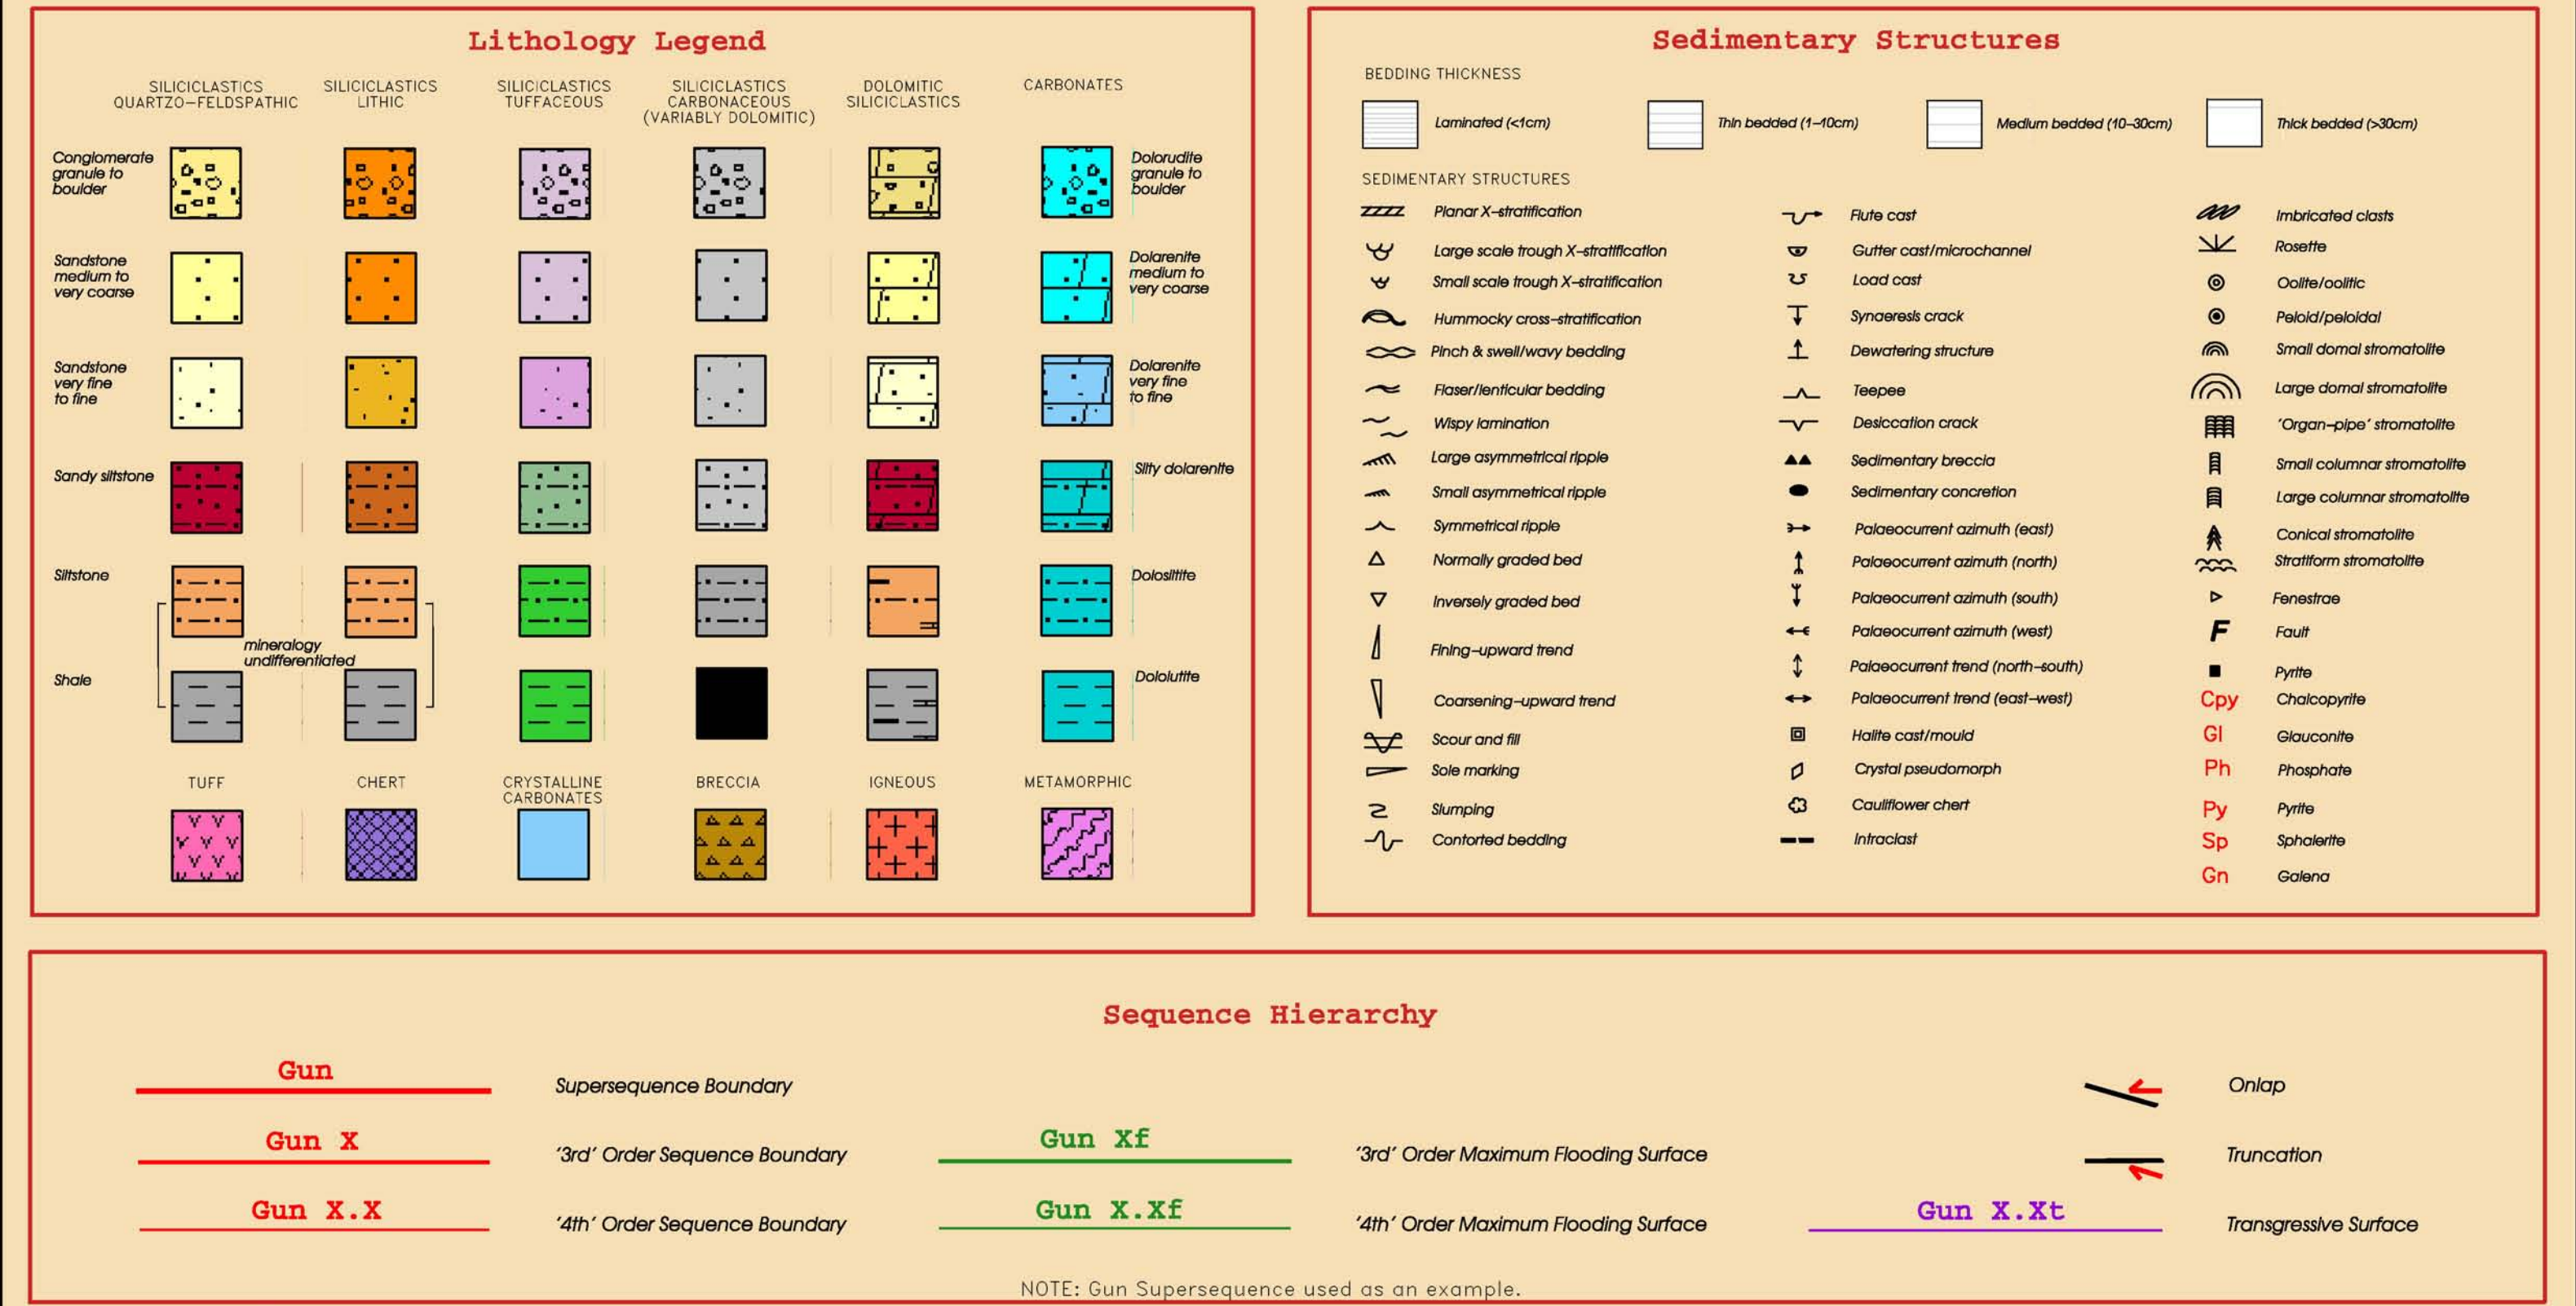 Lithology Legend
SILICICLASTICS
QUARTZO-FELDSPATHIC
SILICICLASTICS
LITHIC
SILICICLASTICS
TUFFACEOUS
SILICICLASTICS
CARBONACEOUS
(VARIABLY DOLOMITIC)
DOLOMITIC
SILICICLASTICS
CARBONATES
Conglomerate
granule to
boulder
Dolorudite
granule to
boulder
Sandstone
medium to
very coarse
Dolarenite
medium to
very coarse
Sandstone
very fine
to fine
Dolarenite
very fine
to fine
Sandy siltstone
Silty dolarenite
Siltstone
Dolosiltite
mineralogy
undifferentiated
Shale
Dololutite
TUFF
CHERT
CRYSTALLINE
CARBONATES
BRECCIA
IGNEOUS
METAMORPHIC
Sedimentary Structures
BEDDING THICKNESS
Laminated (<1cm)
Thin bedded (1-10cm)
Medium bedded (10-30cm)
Thick bedded (>30cm)
SEDIMENTARY STRUCTURES
Planar X-stratification
Large scale trough X-stratification
Small scale trough X-stratification
Hummocky cross-stratification
Pinch & swell/wavy bedding
Flaser/lenticular bedding
Wispy lamination
Large asymmetrical ripple
Small asymmetrical ripple
Symmetrical ripple
Normally graded bed
Inversely graded bed
Fining-upward trend
Coarsening-upward trend
Scour and fill
Sole marking
Slumping
Contorted bedding
Flute cast
Gutter cast/microchannel
Load cast
Synaeresis crack
Dewatering structure
Teepee
Desiccation crack
Sedimentary breccia
Sedimentary concretion
Palaeocurrent azimuth (east)
Palaeocurrent azimuth (north)
Palaeocurrent azimuth (south)
Palaeocurrent azimuth (west)
Palaeocurrent trend (north-south)
Palaeocurrent trend (east-west)
Halite cast/mould
Crystal pseudomorph
Cauliflower chert
Intraclast
Imbricated clasts
Rosette
Oolite/oolitic
Peloid/peloidal
Small domal stromatolite
Large domal stromatolite
'Organ-pipe' stromatolite
Small columnar stromatolite
Large columnar stromatolite
Conical stromatolite
Stratiform stromatolite
Fenestrae
F Fault
Pyrite
Cpy Chalcopyrite
Gl Glauconite
Ph Phosphate
Py Pyrite
Sp Sphalerite
Gn Galena
Sequence Hierarchy
Gun
Supersequence Boundary
Onlap
Gun X
'3rd' Order Sequence Boundary
Gun Xf
'3rd' Order Maximum Flooding Surface
Truncation
Gun X.X
'4th' Order Sequence Boundary
Gun X.Xf
'4th' Order Maximum Flooding Surface
Gun X.Xt
Transgressive Surface
NOTE: Gun Supersequence used as an example.